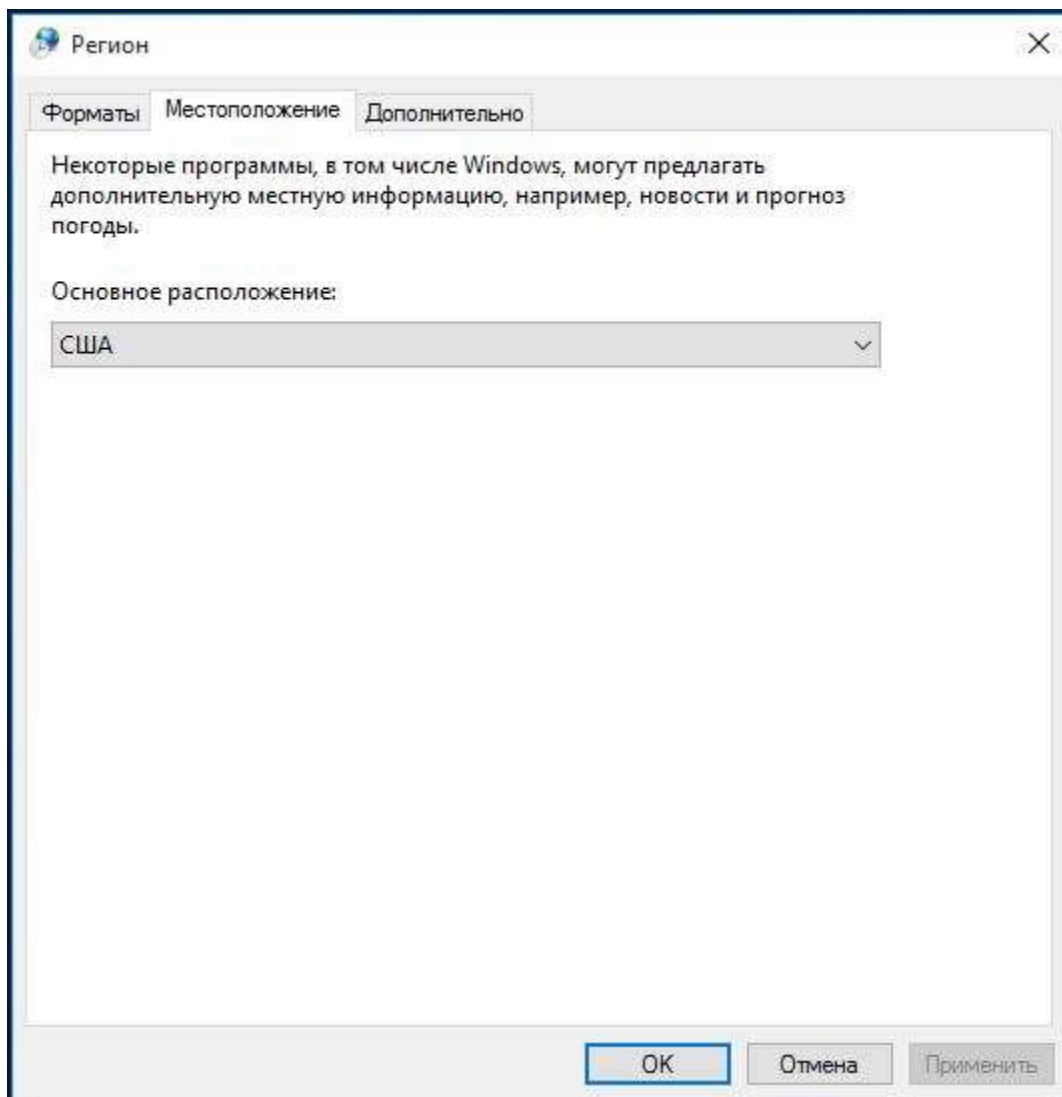 Регион
Форматы
Местоположение
Дополнительно
Некоторые программы, в том числе Windows, могут предлагать
дополнительную местную информацию, например, новости и прогноз
погоды.
Основное расположение:
США
ОК
Отмена
Применить